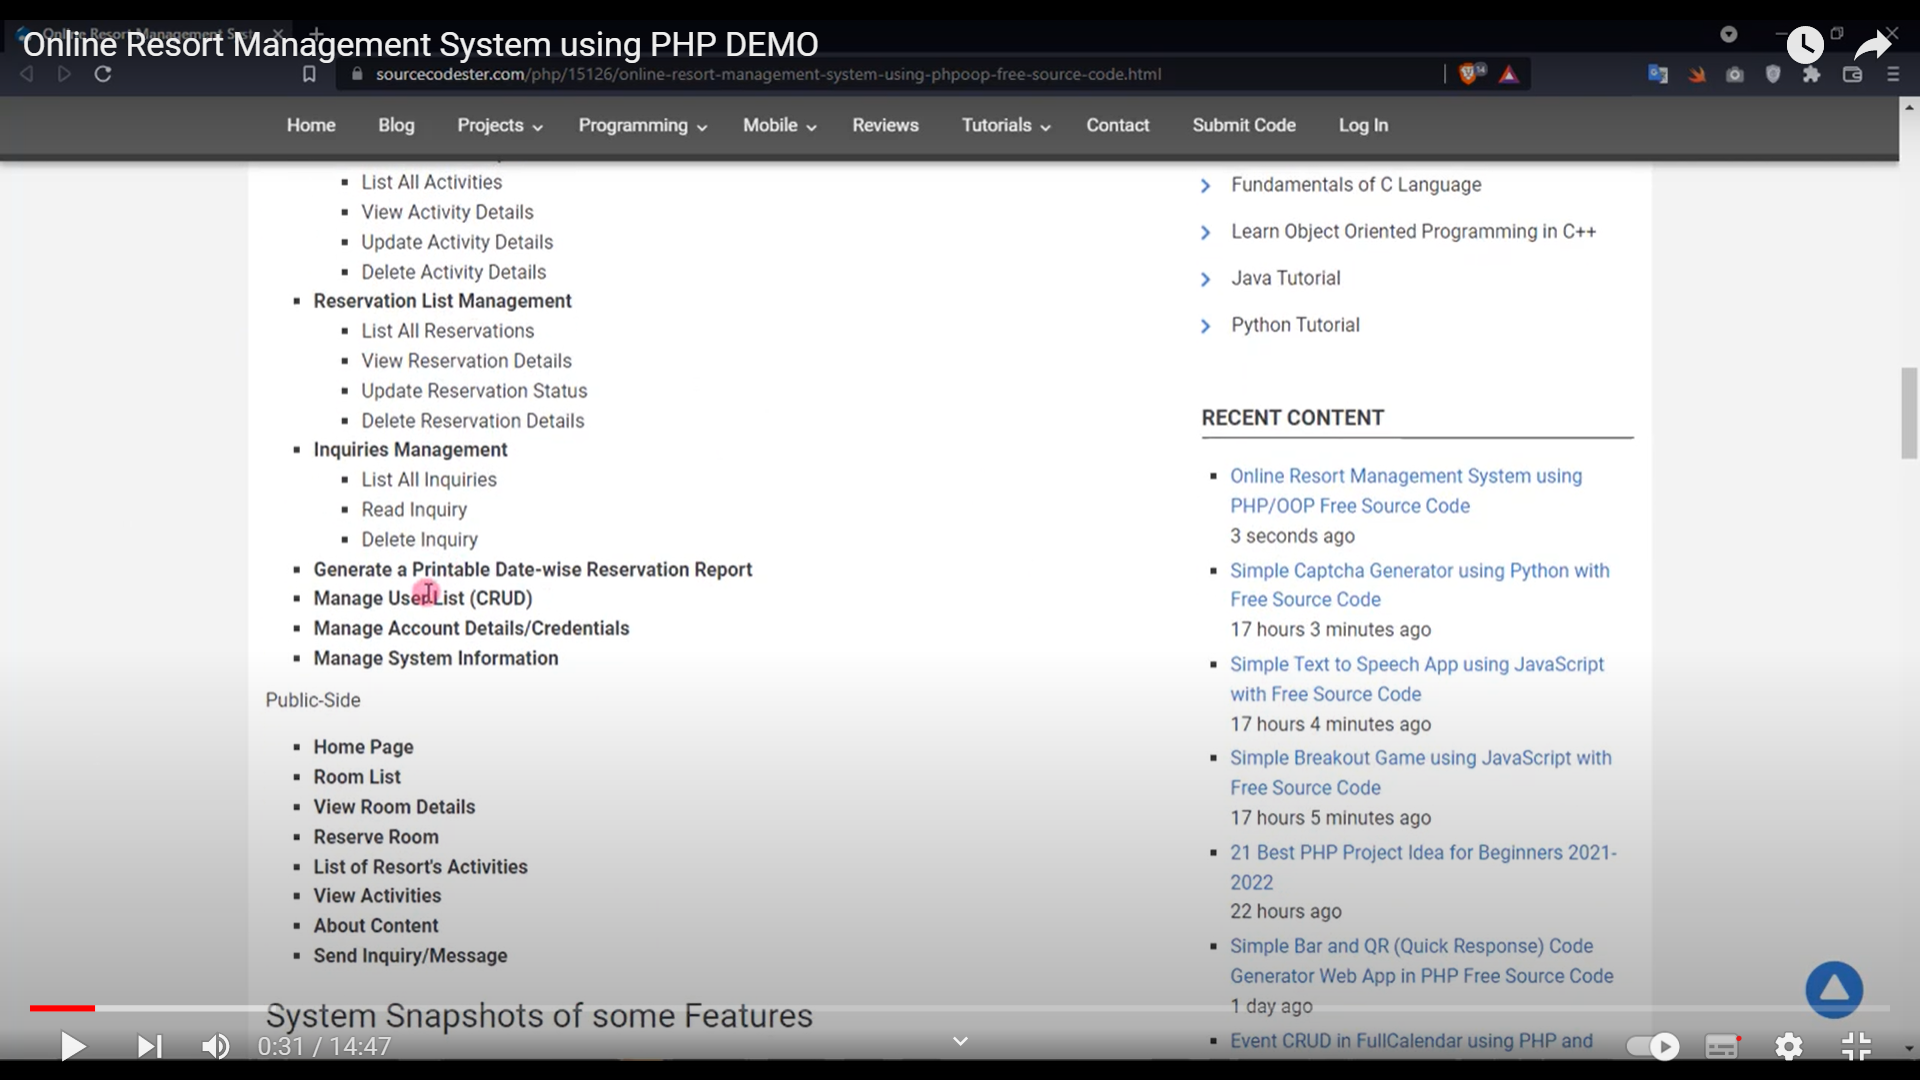 Online Resort Management System using PHP DEMO
sourcecodester.com/php/15126/online-resort-management-system-using-phpoop-free-source-code.html
14
Home Blog Projects Programming Mobile Reviews Tutorials Contact Submit Code Log In
List All Activities
View Activity Details
Update Activity Details
Delete Activity Details
Reservation List Management
List All Reservations
View Reservation Details
Update Reservation Status
Delete Reservation Details
Inquiries Management
List All Inquiries
Read Inquiry
Delete Inquiry
Generate a Printable Date-wise Reservation Report
Manage User List (CRUD)
Manage Account Details/Credentials
Manage System Information
Public-Side
Home Page
Room List
View Room Details
Reserve Room
List of Resort's Activities
View Activities
About Content
Send Inquiry/Message
System Snapshots of some Features
Fundamentals of C Language
Learn Object Oriented Programming in C++
Java Tutorial
Python Tutorial
RECENT CONTENT
Online Resort Management System using
PHP/OOP Free Source Code
3 seconds ago
Simple Captcha Generator using Python with
Free Source Code
17 hours 3 minutes ago
Simple Text to Speech App using JavaScript
with Free Source Code
17 hours 4 minutes ago
Simple Breakout Game using JavaScript with
Free Source Code
17 hours 5 minutes ago
21 Best PHP Project Idea for Beginners 2021-
2022
22 hours ago
Simple Bar and QR (Quick Response) Code
Generator Web App in PHP Free Source Code
1 day ago
Event CRUD in FullCalendar using PHP and
0:31 / 14:47